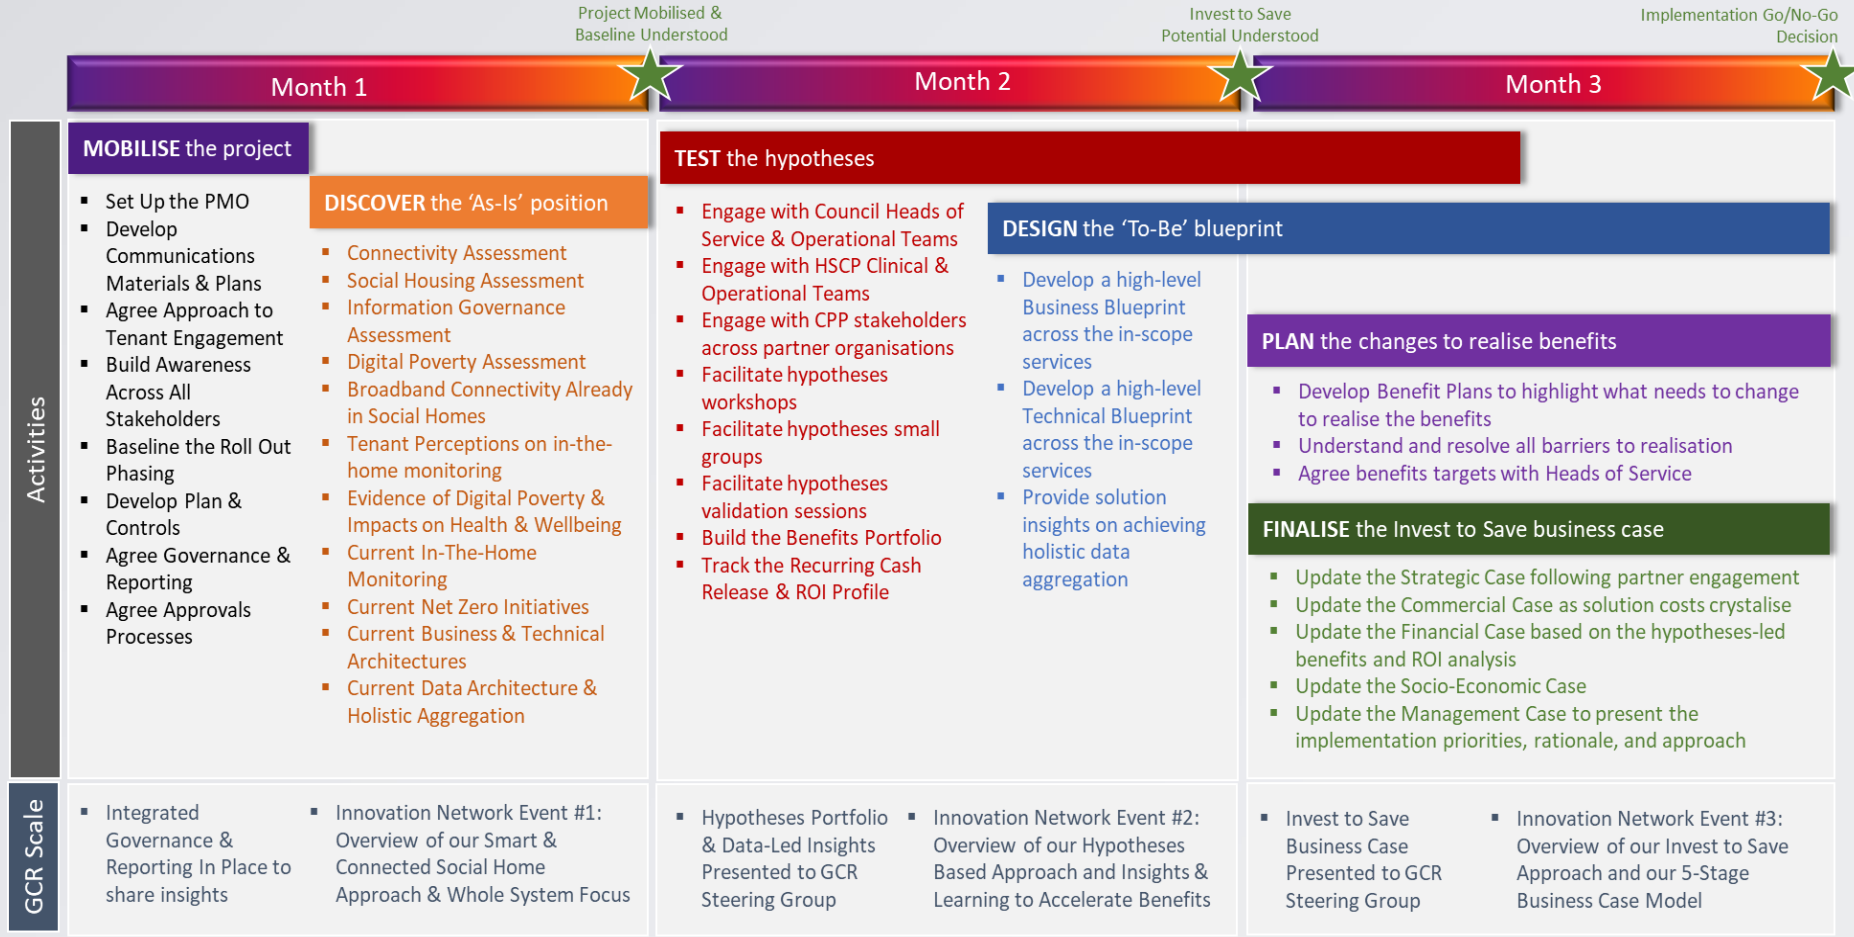 Project Mobilised &
Baseline Understood
Invest to Save
Potential Understood
Implementation Go/No-Go
Decision
Month 1
Month 2
Month 3
Activities
MOBILISE the project
▪ Set Up the PMO
▪ Develop
Communications
Materials & Plans
▪ Agree Approach to
Tenant Engagement
▪ Build Awareness
Across All
Stakeholders
▪ Baseline the Roll Out
Phasing
▪ Develop Plan &
Controls
▪ Agree Governance &
Reporting
▪ Agree Approvals
Processes
DISCOVER the ‘As-Is’ position
▪ Connectivity Assessment
▪ Social Housing Assessment
▪ Information Governance
Assessment
▪ Digital Poverty Assessment
▪ Broadband Connectivity Already
in Social Homes
▪ Tenant Perceptions on in-the-
home monitoring
▪ Evidence of Digital Poverty &
Impacts on Health & Wellbeing
▪ Current In-The-Home
Monitoring
▪ Current Net Zero Initiatives
▪ Current Business & Technical
Architectures
▪ Current Data Architecture &
Holistic Aggregation
TEST the hypotheses
▪ Engage with Council Heads of
Service & Operational Teams
▪ Engage with HSCP Clinical &
Operational Teams
▪ Engage with CPP stakeholders
across partner organisations
▪ Facilitate hypotheses
workshops
▪ Facilitate hypotheses small
groups
▪ Facilitate hypotheses
validation sessions
▪ Build the Benefits Portfolio
▪ Track the Recurring Cash
Release & ROI Profile
DESIGN the ‘To-Be’ blueprint
▪ Develop a high-level
Business Blueprint
across the in-scope
services
▪ Develop a high-level
Technical Blueprint
across the in-scope
services
▪ Provide solution
insights on achieving
holistic data
aggregation
PLAN the changes to realise benefits
▪ Develop Benefit Plans to highlight what needs to change
to realise the benefits
▪ Understand and resolve all barriers to realisation
▪ Agree benefits targets with Heads of Service
FINALISE the Invest to Save business case
▪ Update the Strategic Case following partner engagement
▪ Update the Commercial Case as solution costs crystalise
▪ Update the Financial Case based on the hypotheses-led
benefits and ROI analysis
▪ Update the Socio-Economic Case
▪ Update the Management Case to present the
implementation priorities, rationale, and approach
GCR Scale
▪ Integrated
Governance &
Reporting In Place to
share insights
▪ Innovation Network Event #1:
Overview of our Smart &
Connected Social Home
Approach & Whole System Focus
▪ Hypotheses Portfolio
& Data-Led Insights
Presented to GCR
Steering Group
▪ Innovation Network Event #2:
Overview of our Hypotheses
Based Approach and Insights &
Learning to Accelerate Benefits
▪ Invest to Save
Business Case
Presented to GCR
Steering Group
▪ Innovation Network Event #3:
Overview of our Invest to Save
Approach and our 5-Stage
Business Case Model